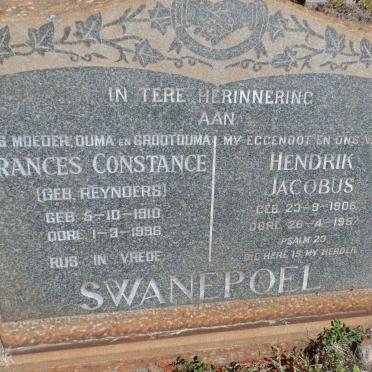 IN TERE HERINNERING
AAN
S MOEDER, OUMA EN GROOTOUMA
RANCES CONSTANCE
(GEB. REYNDERS)
GEB. 5-10-1910
OORL. 1-3-1996
RUS IN VREDE
MY EGGENOOT EN ONS
HENDRIK
JACOBUS
GEB. 23-9-1906
OORL. 26-4-1957
PSALM 23
DIE HERE IS MY HERDER
SWANEPOEL